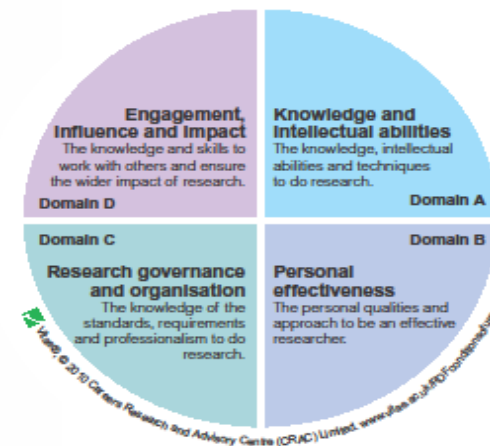 Engagement,
Influence and Impact
The knowledge and skills to
work with others and ensure
the wider impact of research.
Domain D
Knowledge and
intellectual abilities
The knowledge, intellectual
abilities and techniques
to do research.
Domain A
Domain C
Research governance
and organisation
The knowledge of the
standards, requirements
and professionalism to do
research.
Domain B
Personal
effectiveness
The personal qualities and
approach to be an effective
researcher.
Vitae®, © 2010 Careers Research and Advisory Centre (CRAC) Limited.